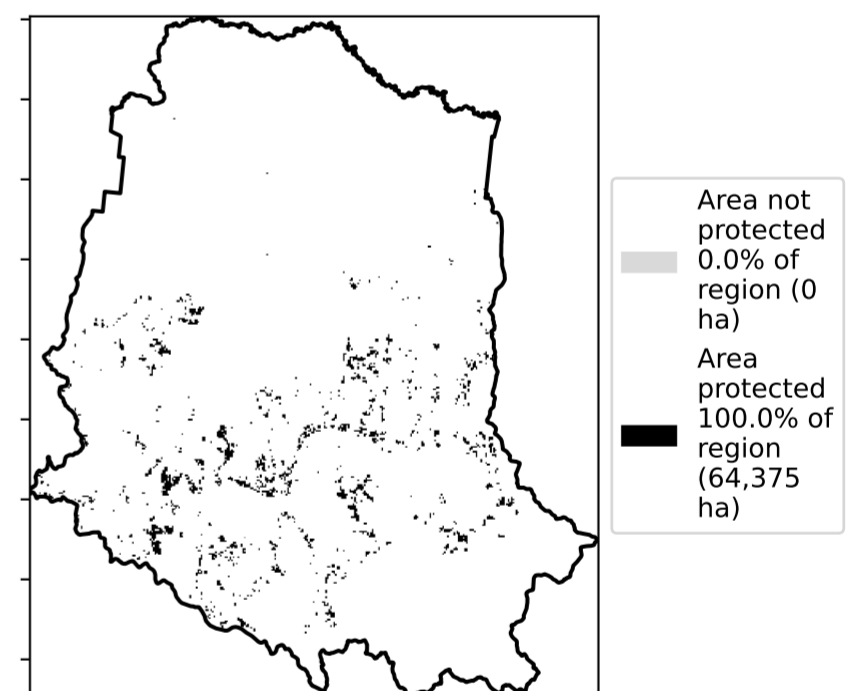 Area not
protected
0.0% of
region (0
ha)
Area
protected
100.0% of
region
(64,375
ha)